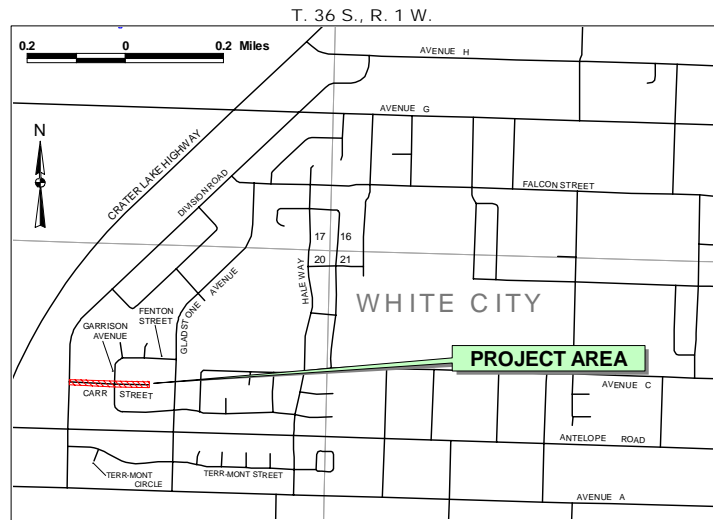 T. 36 S., R. 1 W.
0.2 0 0.2 Miles
AVENUE H
AVENUE G
N
CRATER LAKE HIGHWAY
DIVISION ROAD
FALCON STREET
17 16
20 21
HALE WAY
GLADSTONE AVENUE
WHITE CITY
FENTON
STREET
GARRISON
AVENUE
PROJECT AREA
CARR STREET
AVENUE C
ANTELOPE ROAD
TERR-MONT
CIRCLE
TERR-MONT STREET
AVENUE A